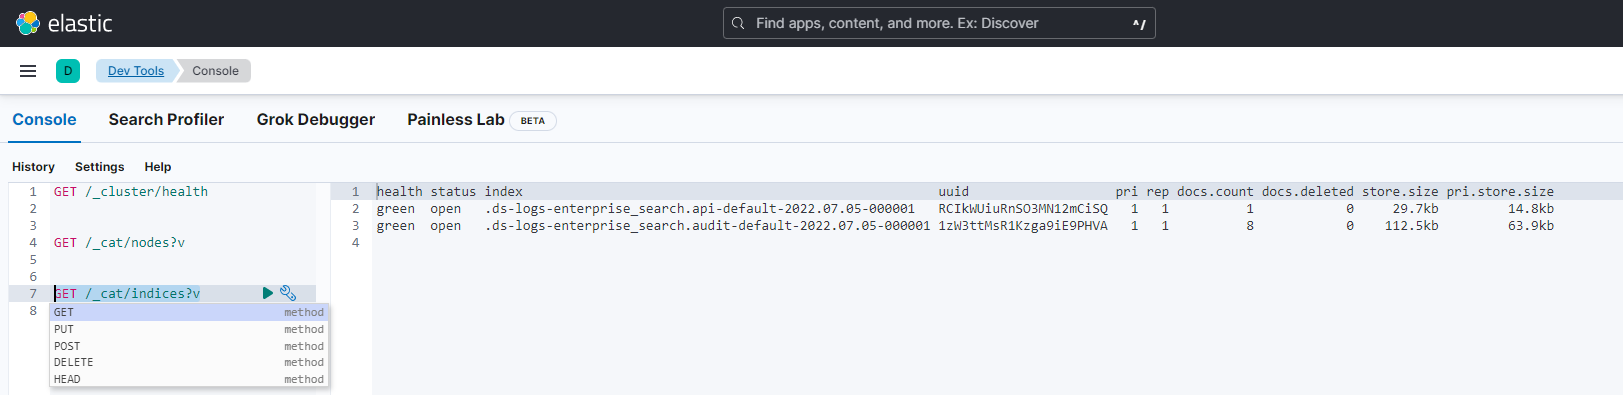 elastic
Find apps, content, and more. Ex: Discover
^/
D
Dev Tools
Console
Console
Search Profiler
Grok Debugger
Painless Lab
BETA
History
Settings
Help
1 GET /_cluster/health
2
3
4 GET /_cat/nodes?v
5
6
7 GET /_cat/indices?v
8
GET method
PUT method
POST method
DELETE method
HEAD method
1 health status index uuid pri rep docs.count docs.deleted store.size pri.store.size
2 green open .ds-logs-enterprise_search.api-default-2022.07.05-000001 RCIkWUiuRnSO3MN12mCiSQ 1 1 1 0 29.7kb 14.8kb
3 green open .ds-logs-enterprise_search.audit-default-2022.07.05-000001 1zW3ttMsR1Kzga9iE9PHVA 1 1 8 0 112.5kb 63.9kb
4